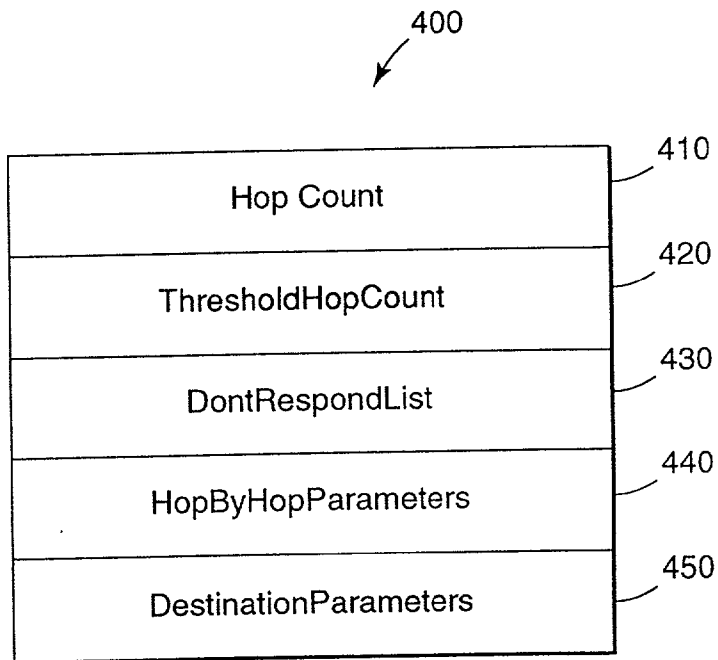 400
410
Hop Count
420
ThresholdHopCount
430
DontRespondList
440
HopByHopParameters
450
DestinationParameters